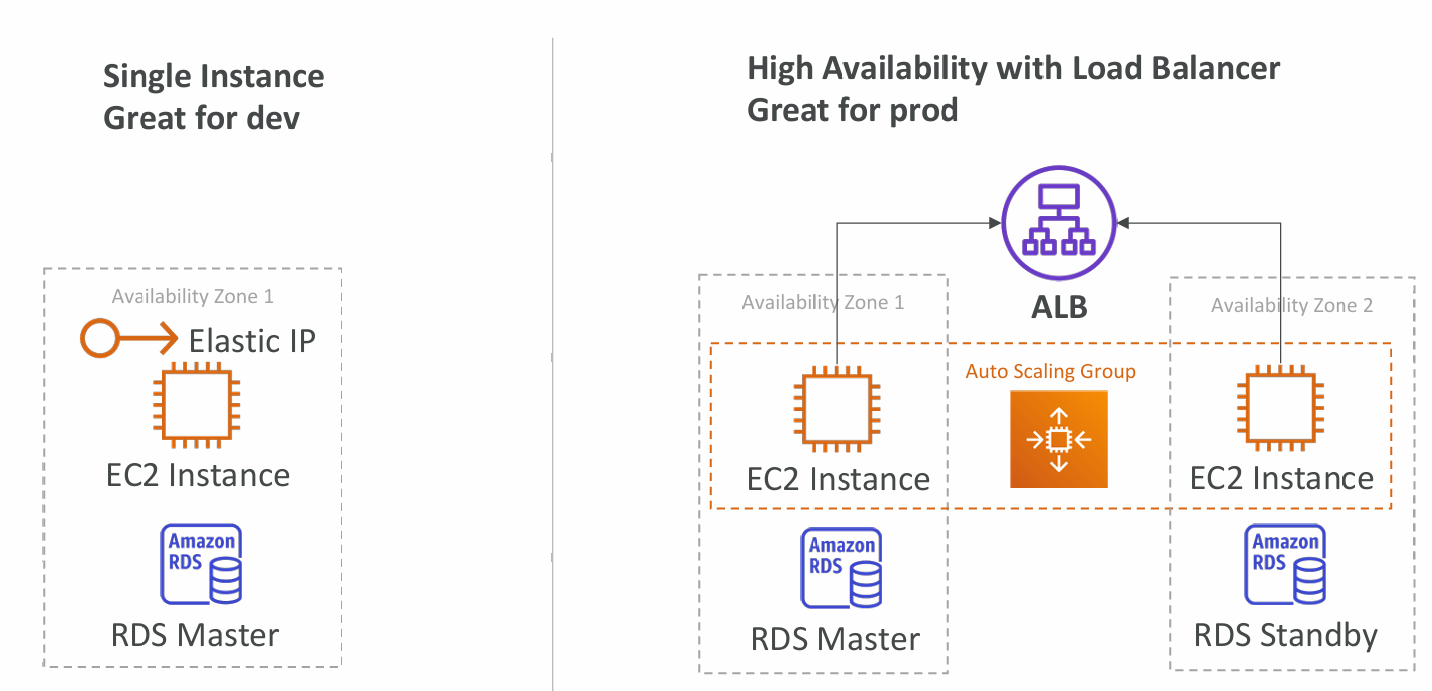 Single Instance
Great for dev
Availability Zone 1
Elastic IP
EC2 Instance
Amazon
RDS
RDS Master
High Availability with Load Balancer
Great for prod
ALB
Availability Zone 1
Availability Zone 2
Auto Scaling Group
EC2 Instance
EC2 Instance
Amazon
RDS
RDS Master
Amazon
RDS
RDS Standby